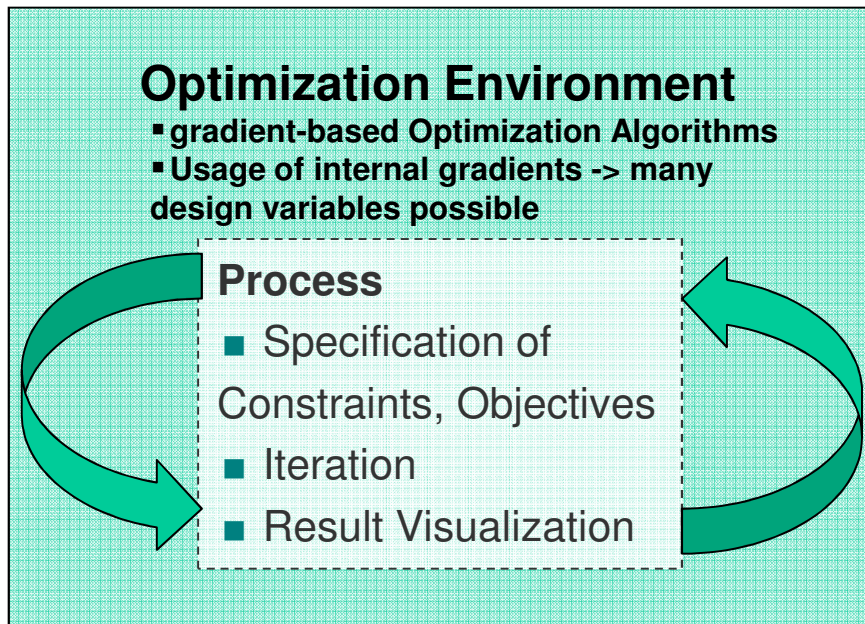 Optimization Environment
▪ gradient-based Optimization Algorithms
▪ Usage of internal gradients -> many
design variables possible
Process
■ Specification of
Constraints, Objectives
■ Iteration
■ Result Visualization